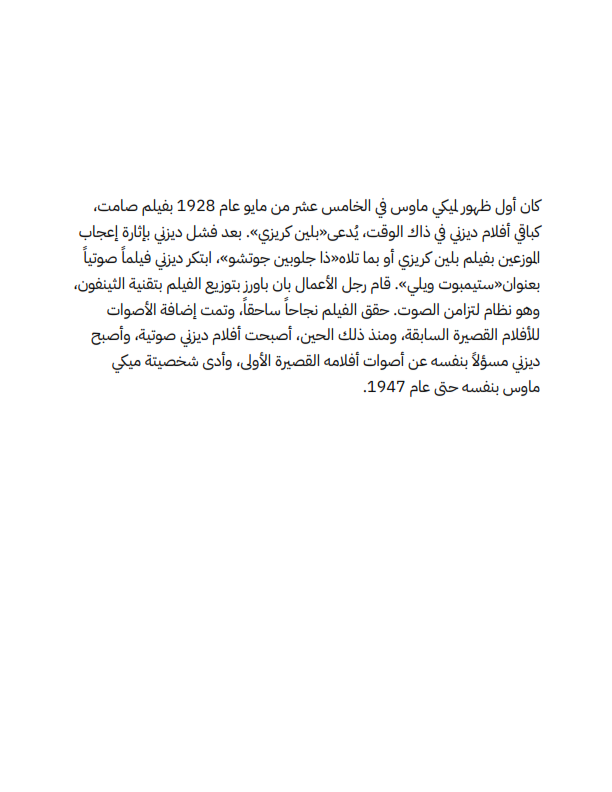 كان أول ظهور لميكي ماوس في الخامس عشر من مايو عام 1928 بفيلم صامت،
كباقي أفلام ديزني في ذاك الوقت، يُدعى«بلين كريزي». بعد فشل ديزني بإثارة إعجاب
الموزعين بفيلم بلين كريزي أو بما تلاه«ذا جلوبين جوتشو»، ابتكر ديزني فيلماً صوتياً
بعنوان«ستيمبوت ويلي». قام رجل الأعمال بان باورز بتوزيع الفيلم بتقنية الثينفون،
وهو نظام لتزامن الصوت. حقق الفيلم نجاحاً ساحقاً، وتمت إضافة الأصوات
للأفلام القصيرة السابقة، ومنذ ذلك الحين، أصبحت أفلام ديزني صوتية، وأصبح
ديزني مسؤلاً بنفسه عن أصوات أفلامه القصيرة الأولى، وأدى شخصيتة ميكي
ماوس بنفسه حتى عام 1947.